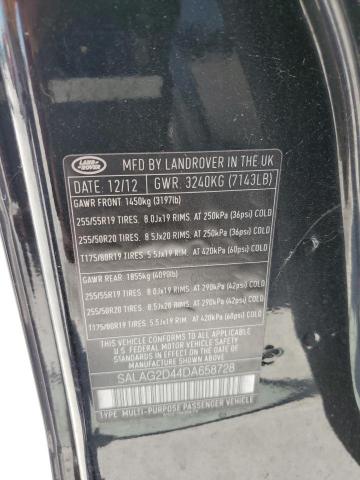 LAND-ROVER
MFD BY LANDROVER IN THE UK
DATE: 12/12 GWR. 3240KG (7143LB)
GAWR FRONT: 1450kg (3197lb)
255/55R19 TIRES. 8.0Jx19 RIMS. AT 250kPa (36psi) COLD
255/50R20 TIRES. 8.5Jx20 RIMS. AT 250kPa (36psi) COLD
T175/80R19 TIRES. 5.5Jx19 RIMS. AT 420kPa (60psi) COLD
GAWR REAR: 1855kg (4090lb)
255/55R19 TIRES. 8.0Jx19 RIMS. AT 290kPa (42psi) COLD
255/50R20 TIRES. 8.5Jx20 RIMS. AT 290kPa (42psi) COLD
T175/80R19 TIRES. 5.5Jx19 RIMS. AT 420kPa (60psi) COLD
THIS VEHICLE CONFORMS TO ALL APPLICABLE U.S.
FEDERAL MOTOR VEHICLE SAFETY AND THEFT PREVENTION
STANDARDS IN EFFECT ON THE DATE OF
MANUFACTURE SHOWN ABOVE
SALAG2D44DA658728
TYPE: MULTI-PURPOSE PASSENGER VEHICLE